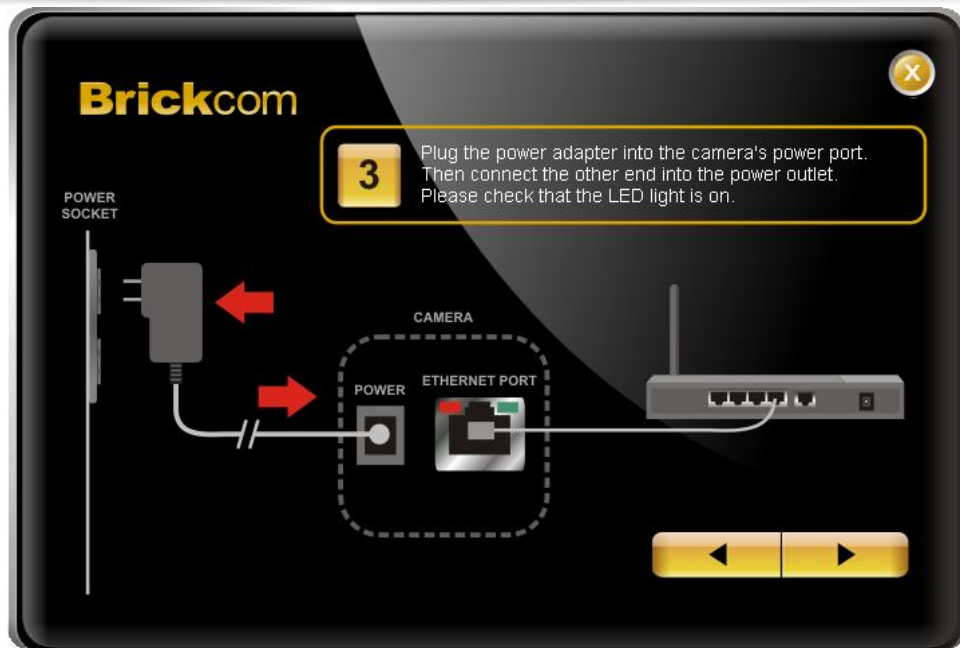 Brickcom
X
3
Plug the power adapter into the camera's power port.
Then connect the other end into the power outlet.
Please check that the LED light is on.
POWER
SOCKET
CAMERA
POWER
ETHERNET PORT